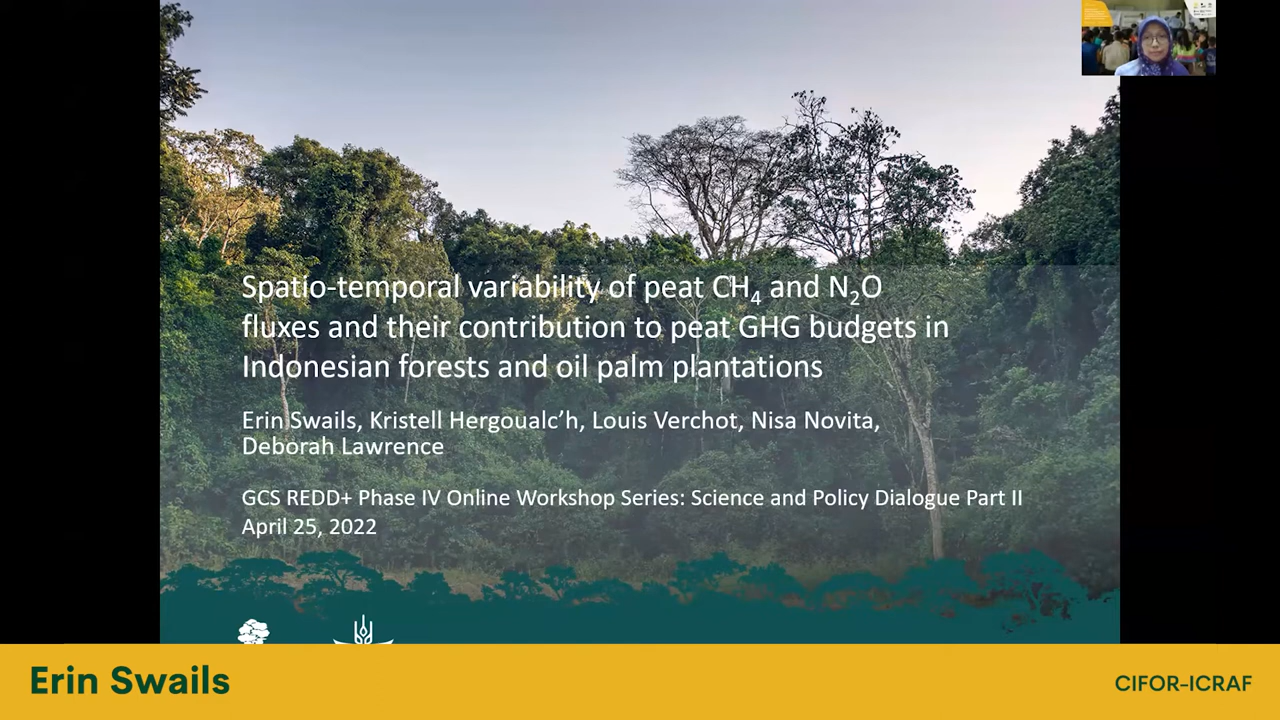 Spatio-temporal variability of peat CH₄ and N₂O
fluxes and their contribution to peat GHG budgets in
Indonesian forests and oil palm plantations
Erin Swails, Kristell Hergoualc’h, Louis Verchot, Nisa Novita,
Deborah Lawrence
GCS REDD+ Phase IV Online Workshop Series: Science and Policy Dialogue Part II
April 25, 2022
Erin Swails
CIFOR-ICRAF